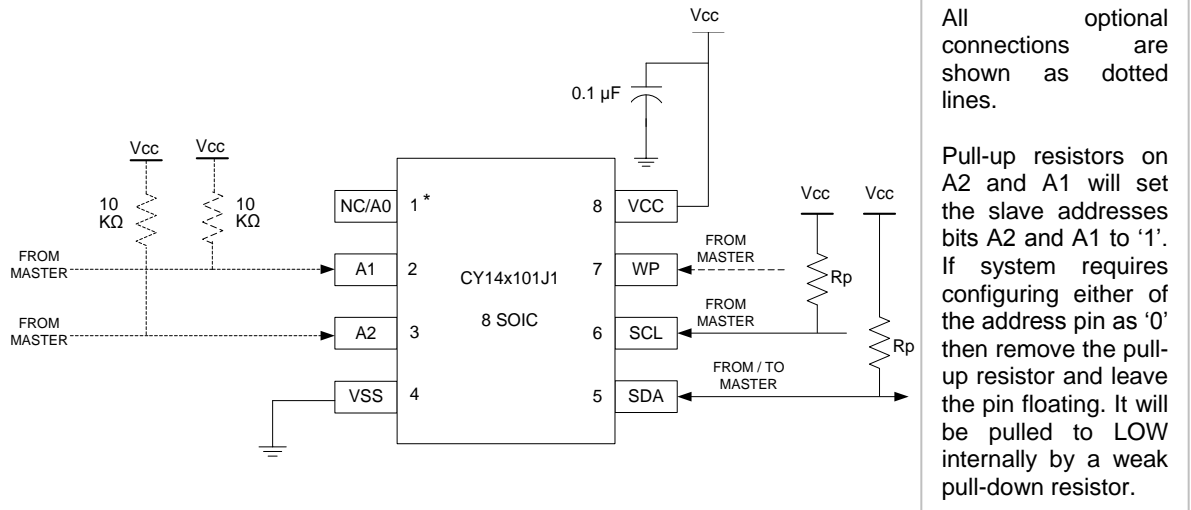 Vcc
0.1 µF
Vcc
Vcc
10
KΩ
10
KΩ
FROM
MASTER
FROM
MASTER
NC/A0
1*
A1
2
A2
3
VSS
4
CY14x101J1
8 SOIC
8
VCC
7
WP
6
SCL
5
SDA
FROM
MASTER
FROM
MASTER
FROM / TO
MASTER
Vcc
Vcc
Rp
Rp
All optional
connections are
shown as dotted
lines.
Pull-up resistors on
A2 and A1 will set
the slave addresses
bits A2 and A1 to ‘1’.
If system requires
configuring either of
the address pin as ‘0’
then remove the pull-
up resistor and leave
the pin floating. It will
be pulled to LOW
internally by a weak
pull-down resistor.